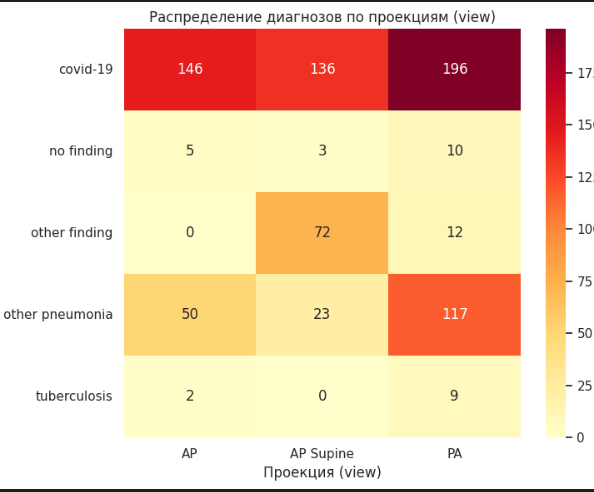 Распределение диагнозов по проекциям (view)
covid-19 146 136 196
no finding 5 3 10
other finding 0 72 12
other pneumonia 50 23 117
tuberculosis 2 0 9
AP AP Supine PA
Проекция (view)
175
150
125
100
75
50
25
0